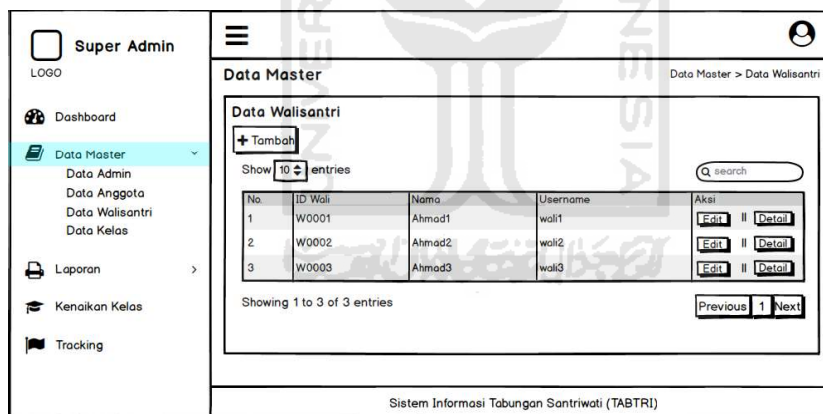 Super Admin
LOGO
Dashboard
Data Master
Data Admin
Data Anggota
Data Walisantri
Data Kelas
Laporan
Kenaikan Kelas
Tracking
Data Master
Data Master > Data Walisantri
Data Walisantri
+ Tambah
Show 10 entries
search
No. ID Wali Nama Username Aksi
1 W0001 Ahmad1 wali1 Edit || Detail
2 W0002 Ahmad2 wali2 Edit || Detail
3 W0003 Ahmad3 wali3 Edit || Detail
Showing 1 to 3 of 3 entries
Previous 1 Next
Sistem Informasi Tabungan Santriwati (TABTRI)